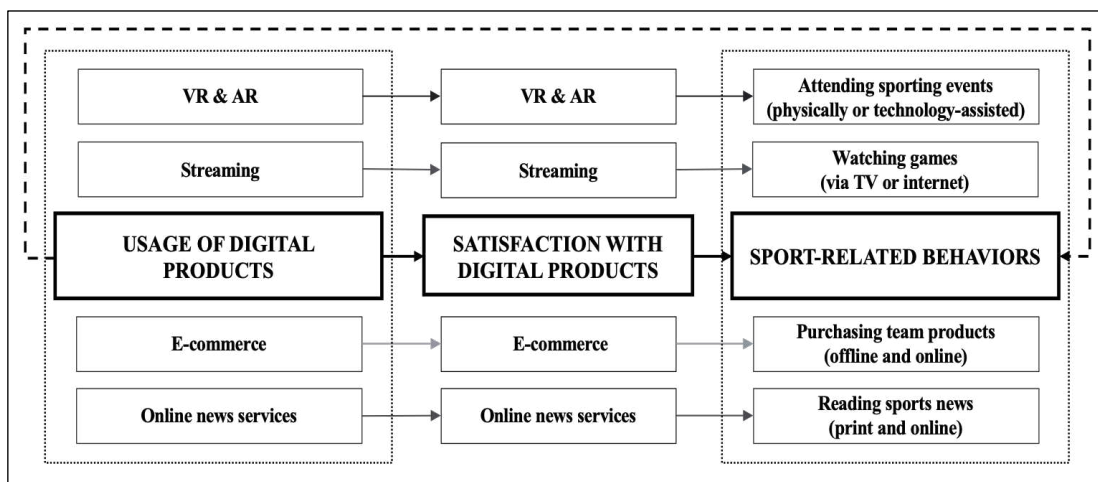 VR & AR
VR & AR
Attending sporting events
(physically or technology-assisted)
Streaming
Streaming
Watching games
(via TV or internet)
USAGE OF DIGITAL
PRODUCTS
SATISFACTION WITH
DIGITAL PRODUCTS
SPORT-RELATED BEHAVIORS
E-commerce
E-commerce
Purchasing team products
(offline and online)
Online news services
Online news services
Reading sports news
(print and online)